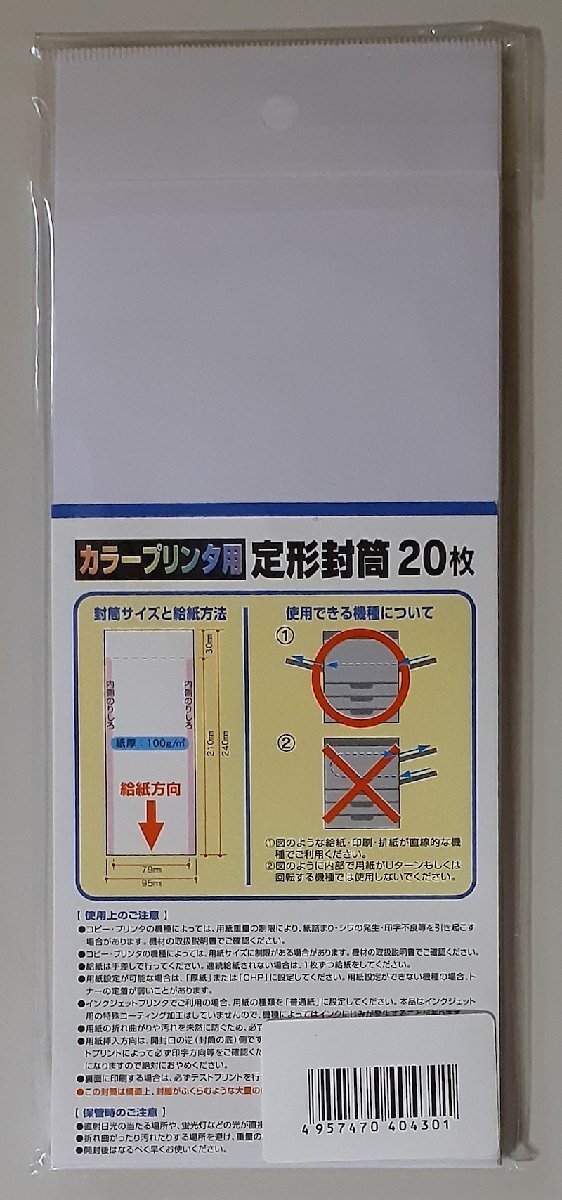 カラープリンタ用 定形封筒 20枚
封筒サイズと給紙方法
30mm
内側のりしろ
内側のりしろ
紙厚:100g/㎡
210mm
240mm
給紙方向
79mm
95mm
使用できる機種について
①
②
①図のような給紙・印刷・排紙が直線的な機
種でご利用ください。
②図のように内部で用紙がUターンもしくは
回転する機種では使用しないでください。
【 使用上のご注意 】
●コピー・プリンタの機種によっては、用紙重量の制限により、紙詰まり・シワの発生・印字不良等を引き起こす
場合があります。機材の取扱説明書でご確認ください。
●コピー・プリンタの機種によっては、用紙サイズに制限がある場合があります。機材の取扱説明書でご確認ください。
●給紙は手差しで行ってください。連続給紙されない場合は、1枚ずつ給紙をしてください。
●用紙設定が可能な場合は、「厚紙」または「OHP」に設定してください。用紙設定ができない機種の場合、ト
ナーの定着が弱いことがあります。
●インクジェットプリンタでご利用の場合、用紙の種類を「普通紙」に設定してください。本品はインクジェット
用の特殊コーティング加工はしていませんので、機種によってはインクにじみが発生することがあります。
●用紙の折れ曲がりや汚れを未然に防ぐため、必
●用紙挿入方向は、開封口の逆(封筒の底)側で
トプリントによって必ず印字方向等をご確認くだ
になりますので絶対におやめください。
●裏面に印刷する場合は、必ずテストプリントを行
●この封筒は構造上、封筒がふくらむような大量の
【 保管時のご注意 】
●直射日光の当たる場所や、蛍光灯などの光が直接
●折れ曲がったり汚れたりする場所を避け、重量の
●開封後はなるべく早くお使いください。
4 957470 404301